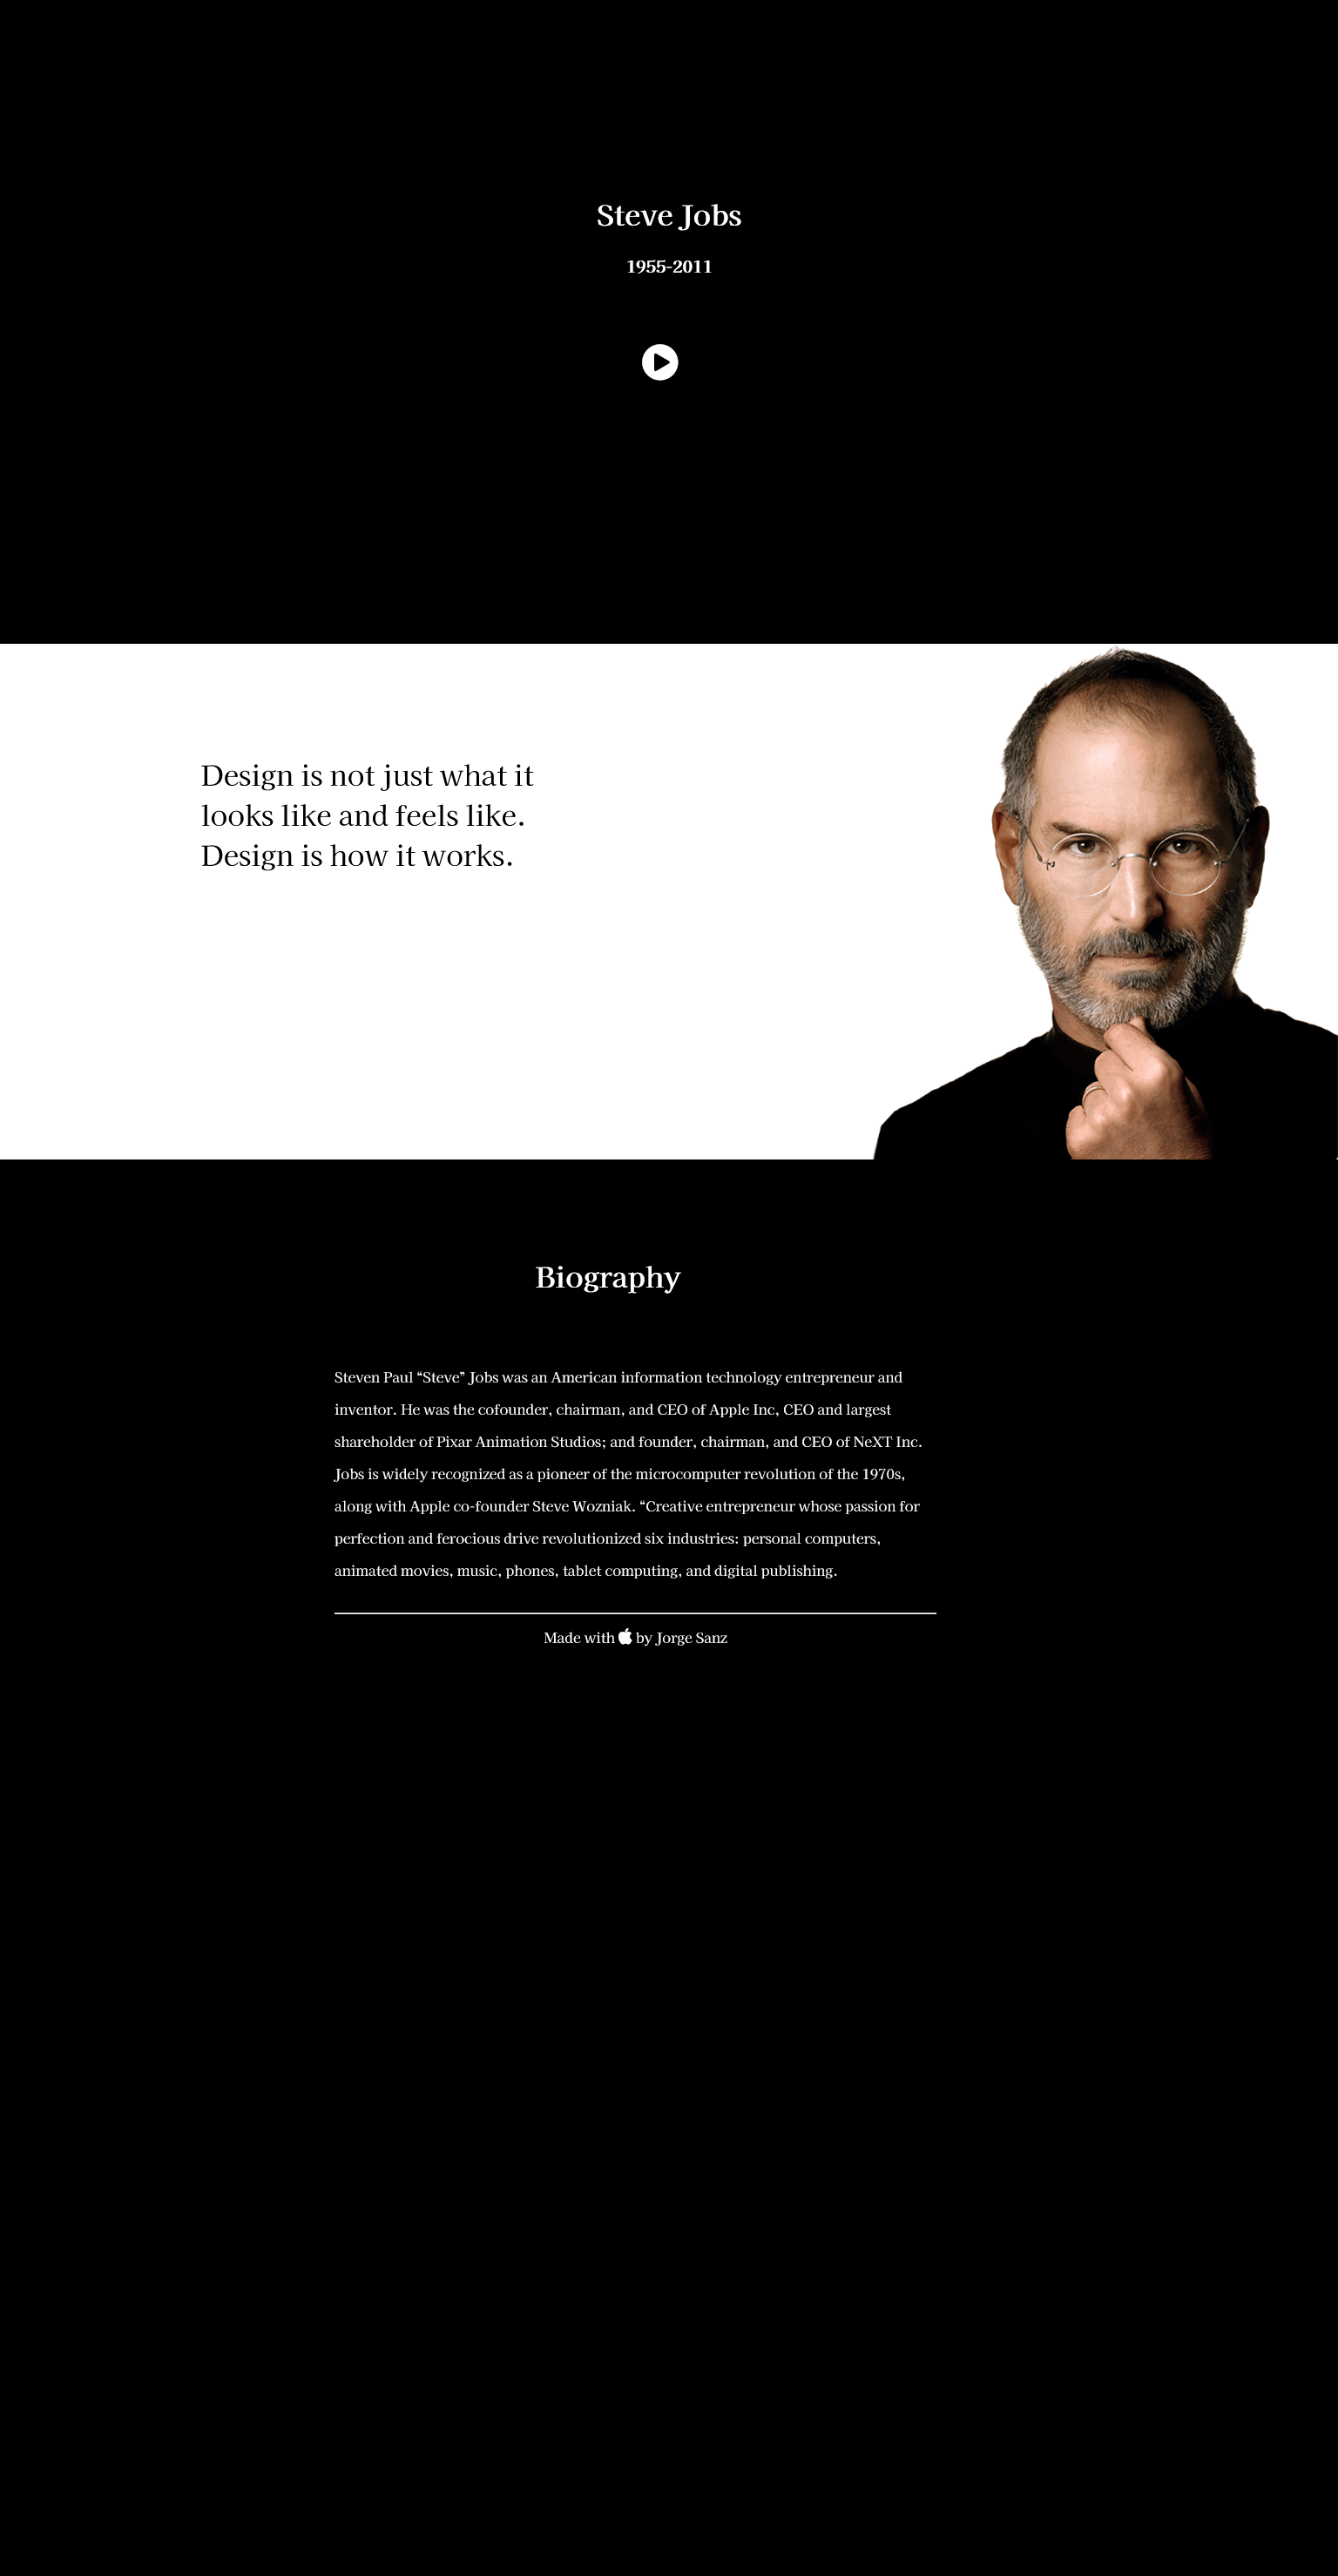 Steve Jobs
1955-2011
Design is not just what it
looks like and feels like.
Design is how it works.
Biography
Steven Paul “Steve” Jobs was an American information technology entrepreneur and
inventor. He was the cofounder, chairman, and CEO of Apple Inc, CEO and largest
shareholder of Pixar Animation Studios; and founder, chairman, and CEO of NeXT Inc.
Jobs is widely recognized as a pioneer of the microcomputer revolution of the 1970s,
along with Apple co-founder Steve Wozniak. “Creative entrepreneur whose passion for
perfection and ferocious drive revolutionized six industries: personal computers,
animated movies, music, phones, tablet computing, and digital publishing.
Made with by Jorge Sanz